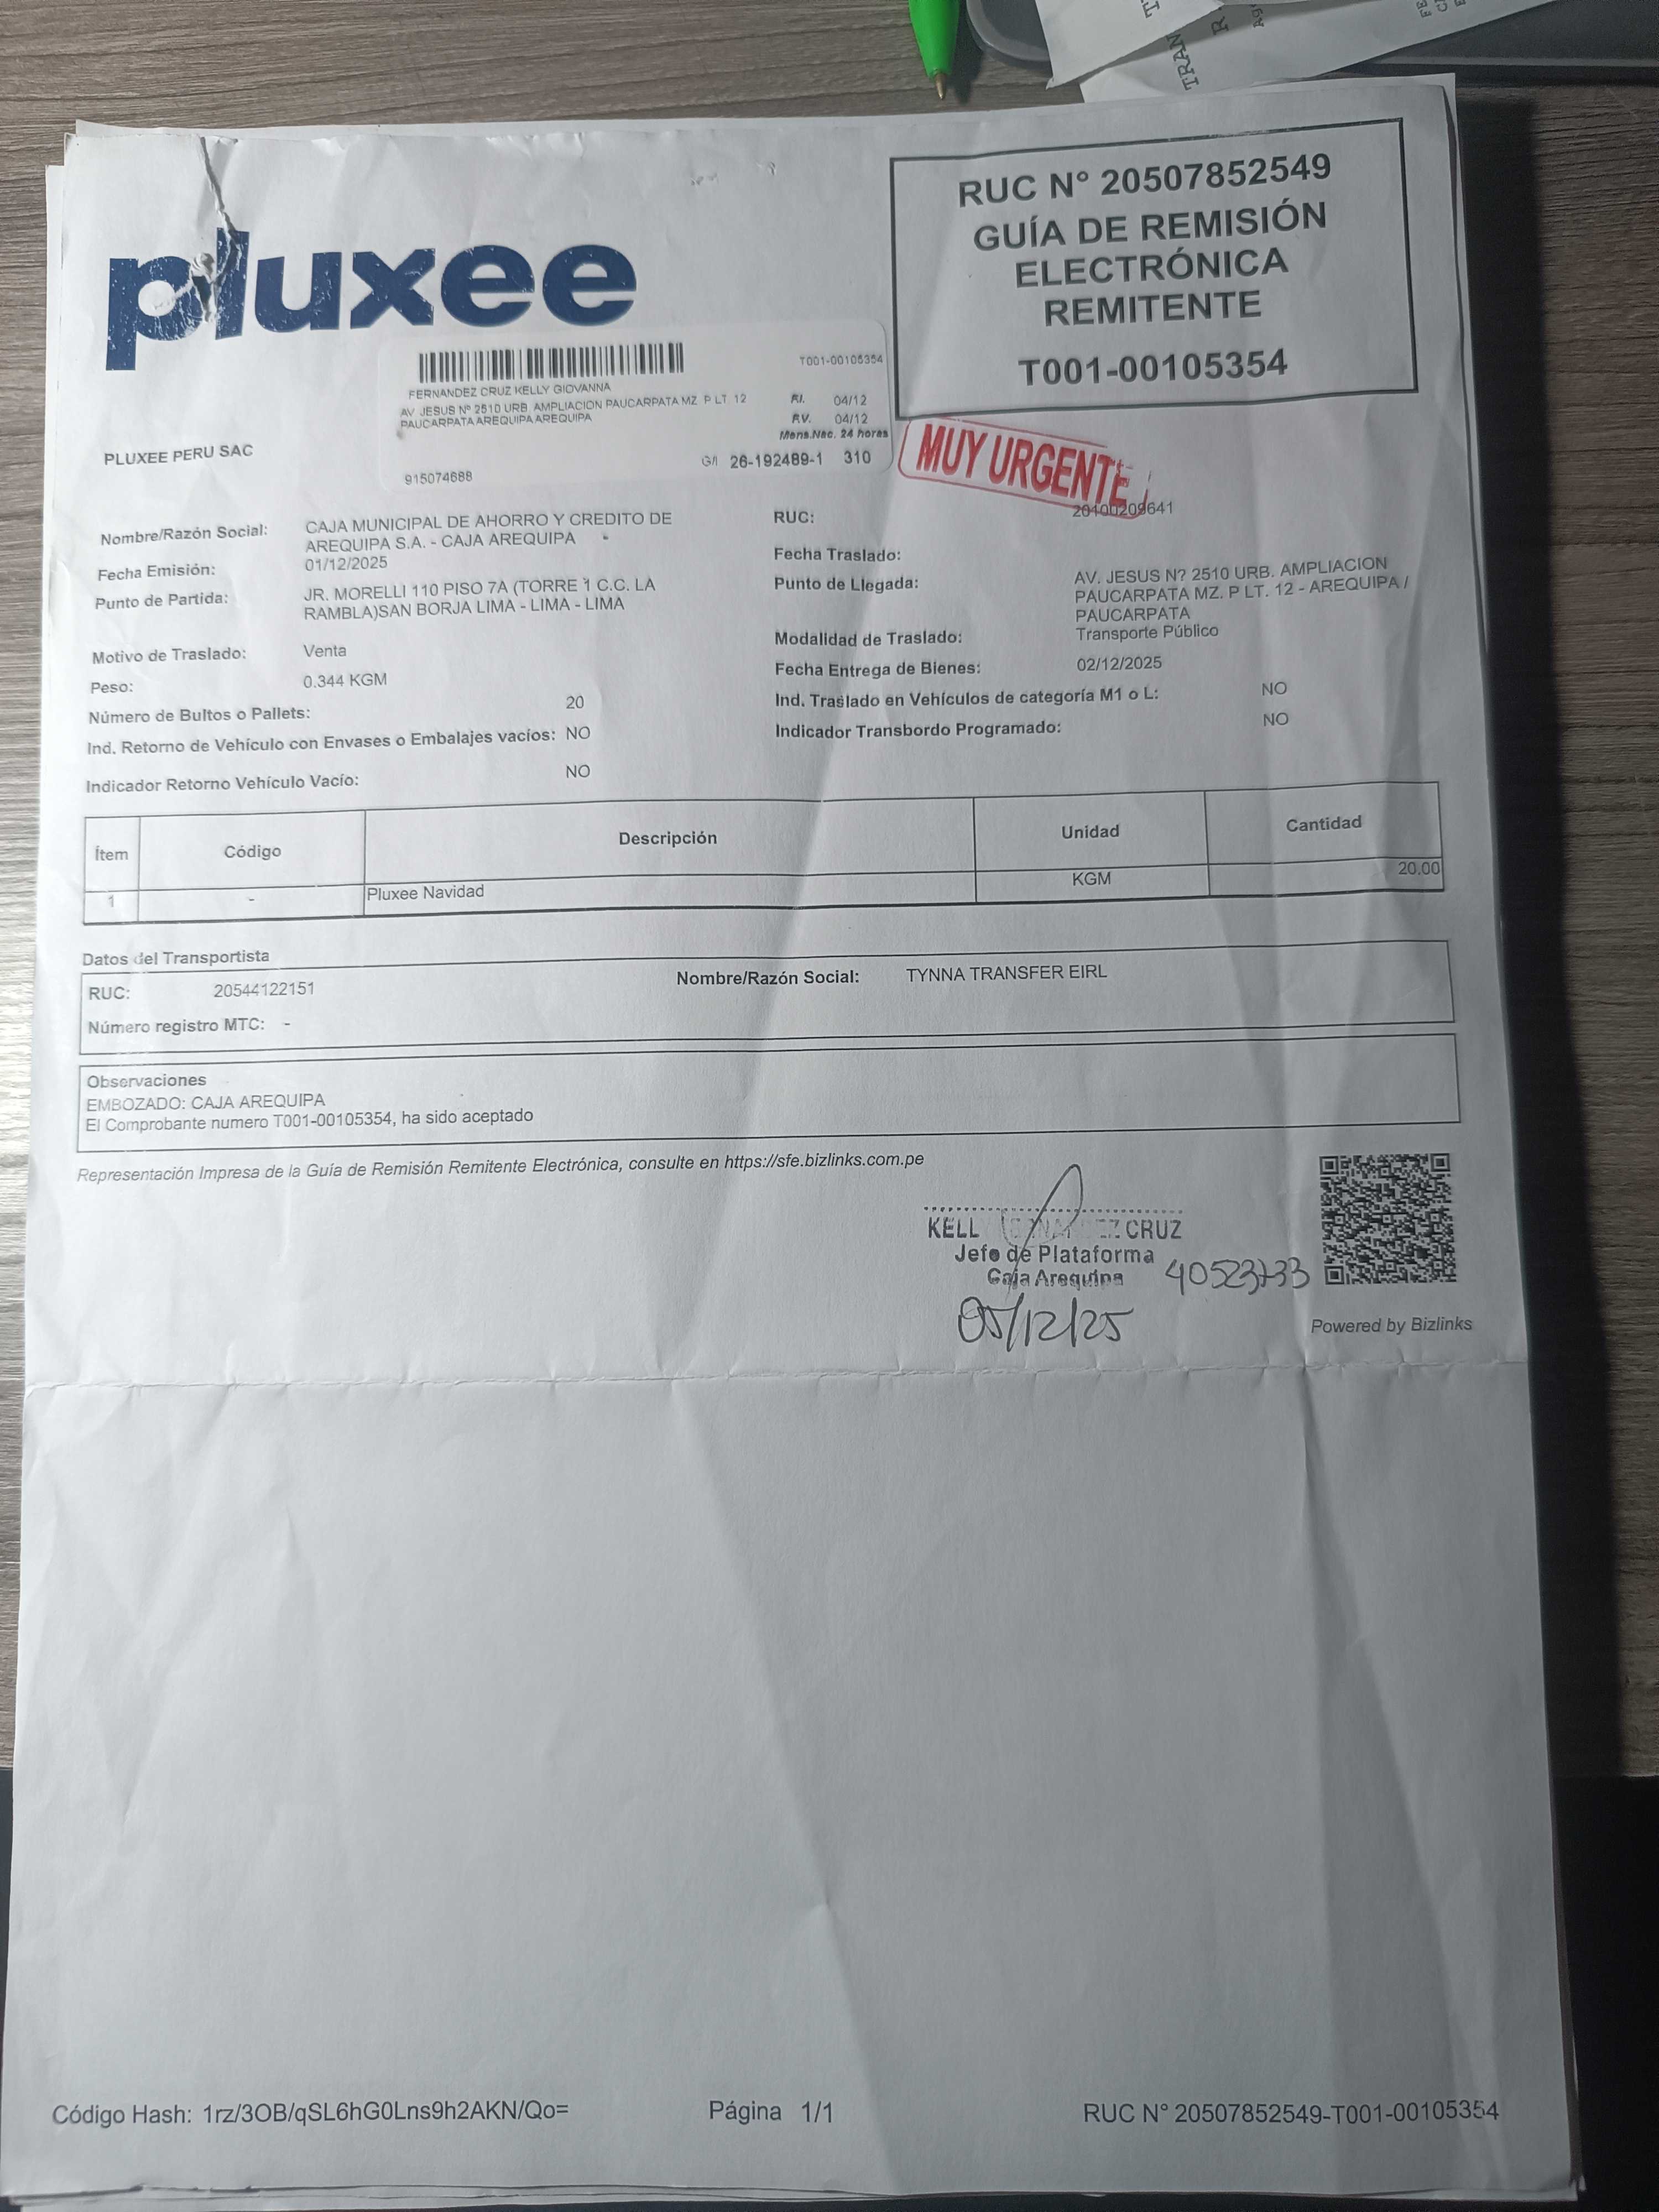 RUC N° 20507852549
GUÍA DE REMISIÓN
ELECTRÓNICA
REMITENTE
T001-00105354
pluxee
T001-00105354
FERNANDEZ CRUZ KELLY GIOVANNA
AV JESUS Nº 2510 URB. AMPLIACION PAUCARPATA MZ. P LT. 12
PAUCARPATA AREQUIPA AREQUIPA
RI. 04/12
RV. 04/12
Mens.Nac. 24 horas
G/I 26-192489-1 310
915074688
MUY URGENTE
PLUXEE PERU SAC
Nombre/Razón Social: CAJA MUNICIPAL DE AHORRO Y CREDITO DE
AREQUIPA S.A. - CAJA AREQUIPA
RUC: 20100209641
Fecha Emisión: 01/12/2025
Fecha Traslado:
Punto de Partida: JR. MORELLI 110 PISO 7A (TORRE 1 C.C. LA
RAMBLA)SAN BORJA LIMA - LIMA - LIMA
Punto de Llegada: AV. JESUS N? 2510 URB. AMPLIACION
PAUCARPATA MZ. P LT. 12 - AREQUIPA /
PAUCARPATA
Motivo de Traslado: Venta
Modalidad de Traslado: Transporte Público
Peso: 0.344 KGM
Fecha Entrega de Bienes: 02/12/2025
Número de Bultos o Pallets: 20
Ind. Traslado en Vehículos de categoría M1 o L: NO
Ind. Retorno de Vehículo con Envases o Embalajes vacíos: NO
Indicador Transbordo Programado: NO
Indicador Retorno Vehículo Vacío: NO
Ítem Código Descripción Unidad Cantidad
1 - Pluxee Navidad KGM 20.00
Datos del Transportista
RUC: 20544122151 Nombre/Razón Social: TYNNA TRANSFER EIRL
Número registro MTC: -
Observaciones
EMBOZADO: CAJA AREQUIPA
El Comprobante numero T001-00105354, ha sido aceptado
Representación Impresa de la Guía de Remisión Remitente Electrónica, consulte en https://sfe.bizlinks.com.pe
CRUZ
Jefe de Plataforma
Caja Arequipa 40523733
05/12/25
Powered by Bizlinks
Código Hash: 1rz/3OB/qSL6hG0Lns9h2AKN/Qo=
Página 1/1
RUC N° 20507852549-T001-00105354